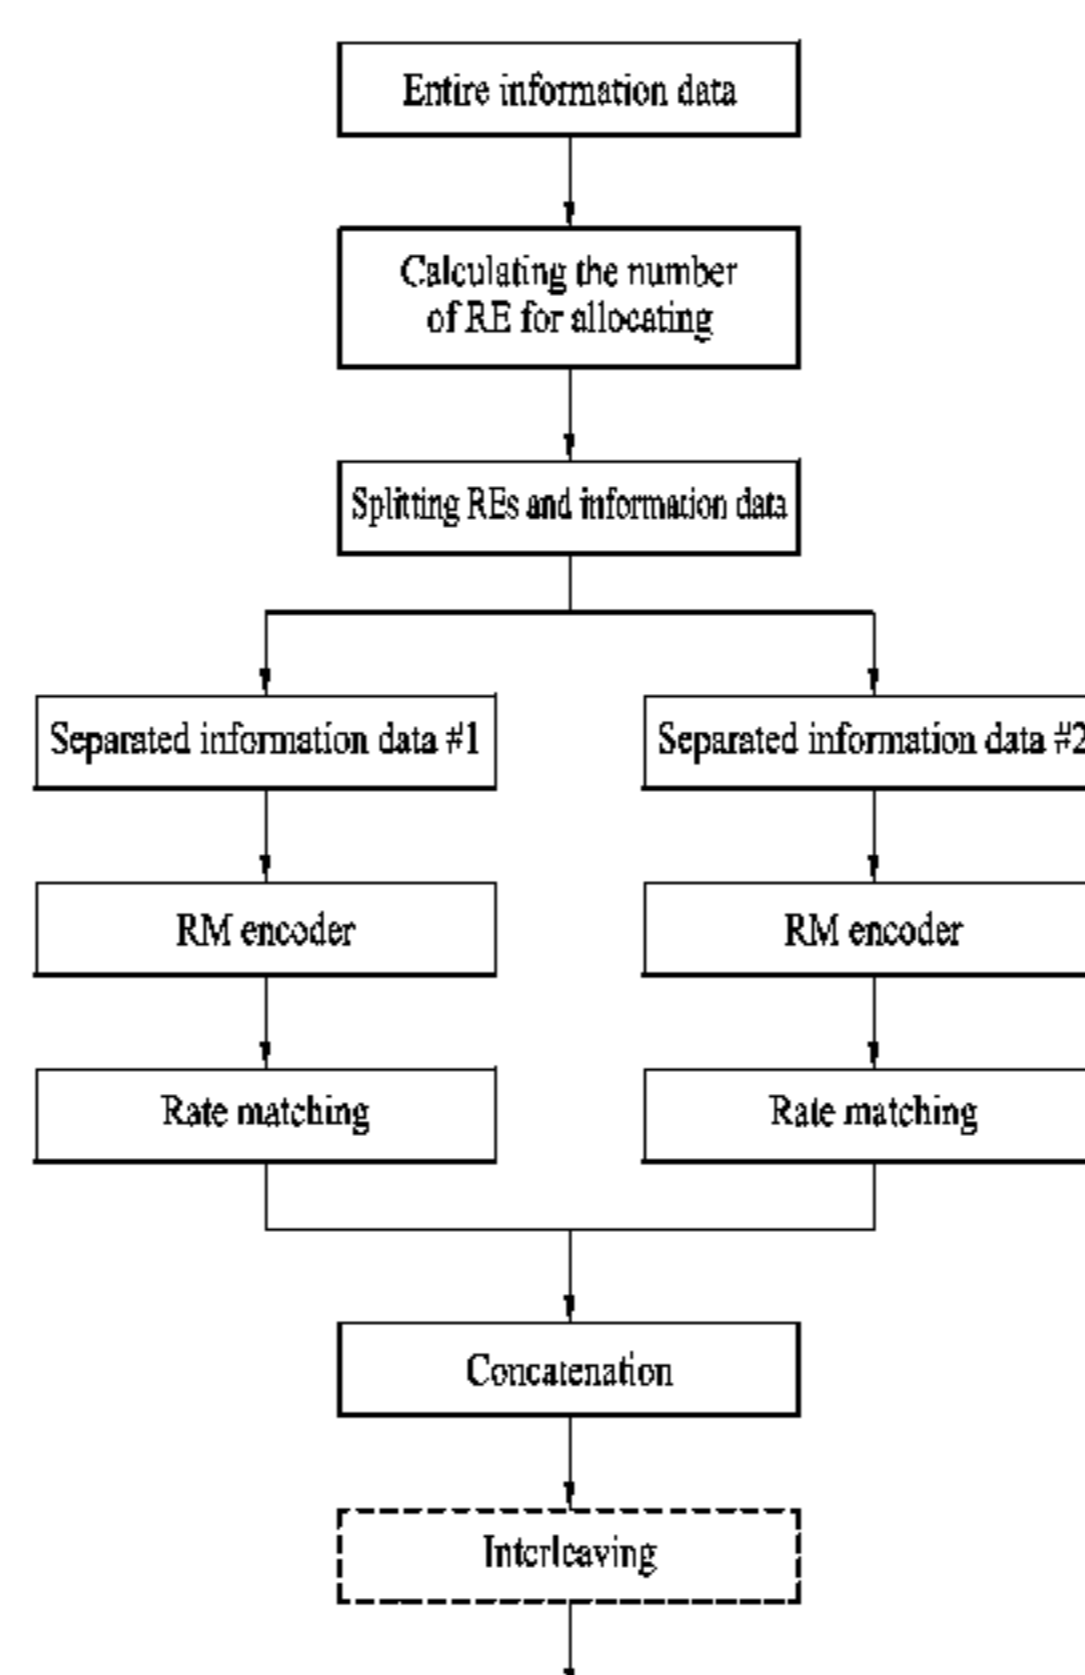 Entire information data
Calculating the number
of RE for allocating
Splitting REs and information data
Separated information data #1
Separated information data #2
RM encoder
RM encoder
Rate matching
Rate matching
Concatenation
Interleaving